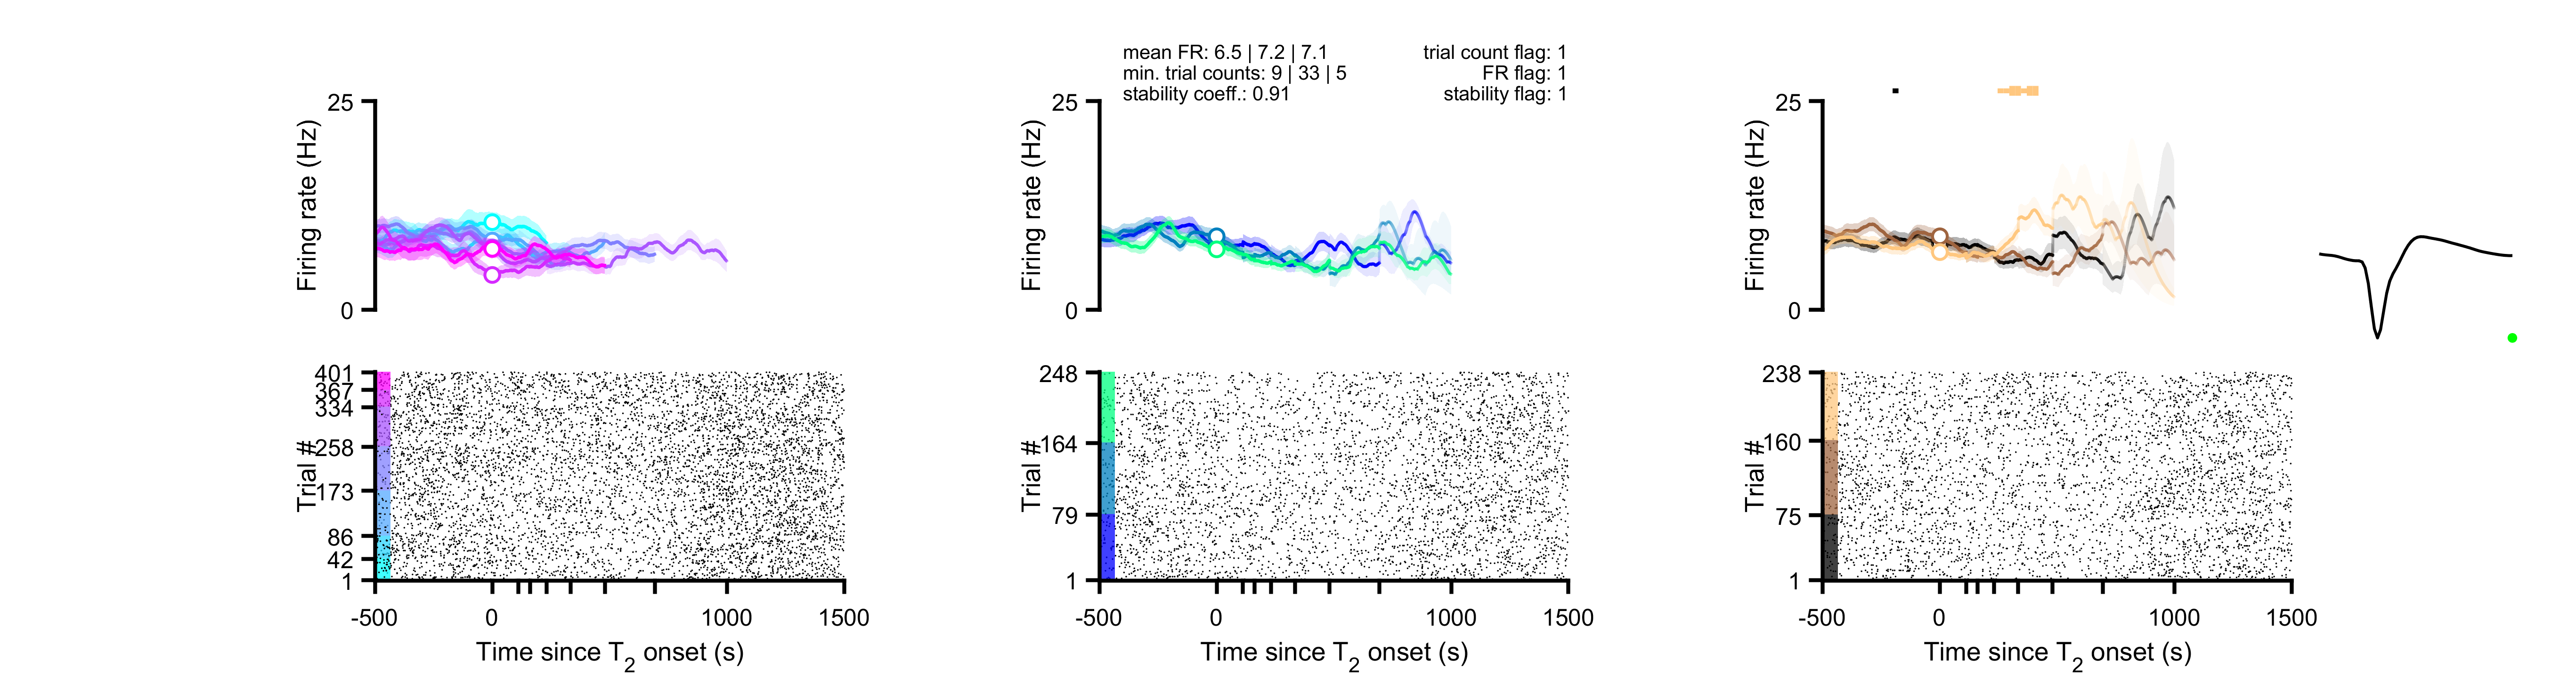 mean FR: 6.5 | 7.2 | 7.1
min. trial counts: 9 | 33 | 5
stability coeff.: 0.91
trial count flag: 1
FR flag: 1
stability flag: 1
25
Firing rate (Hz)
0
401
367
334
258
173
86
42
1
Trial #
-500
0
1000
1500
Time since T2 onset (s)
25
Firing rate (Hz)
0
248
164
79
1
Trial #
-500
0
1000
1500
Time since T2 onset (s)
25
Firing rate (Hz)
0
238
160
75
1
Trial #
-500
0
1000
1500
Time since T2 onset (s)